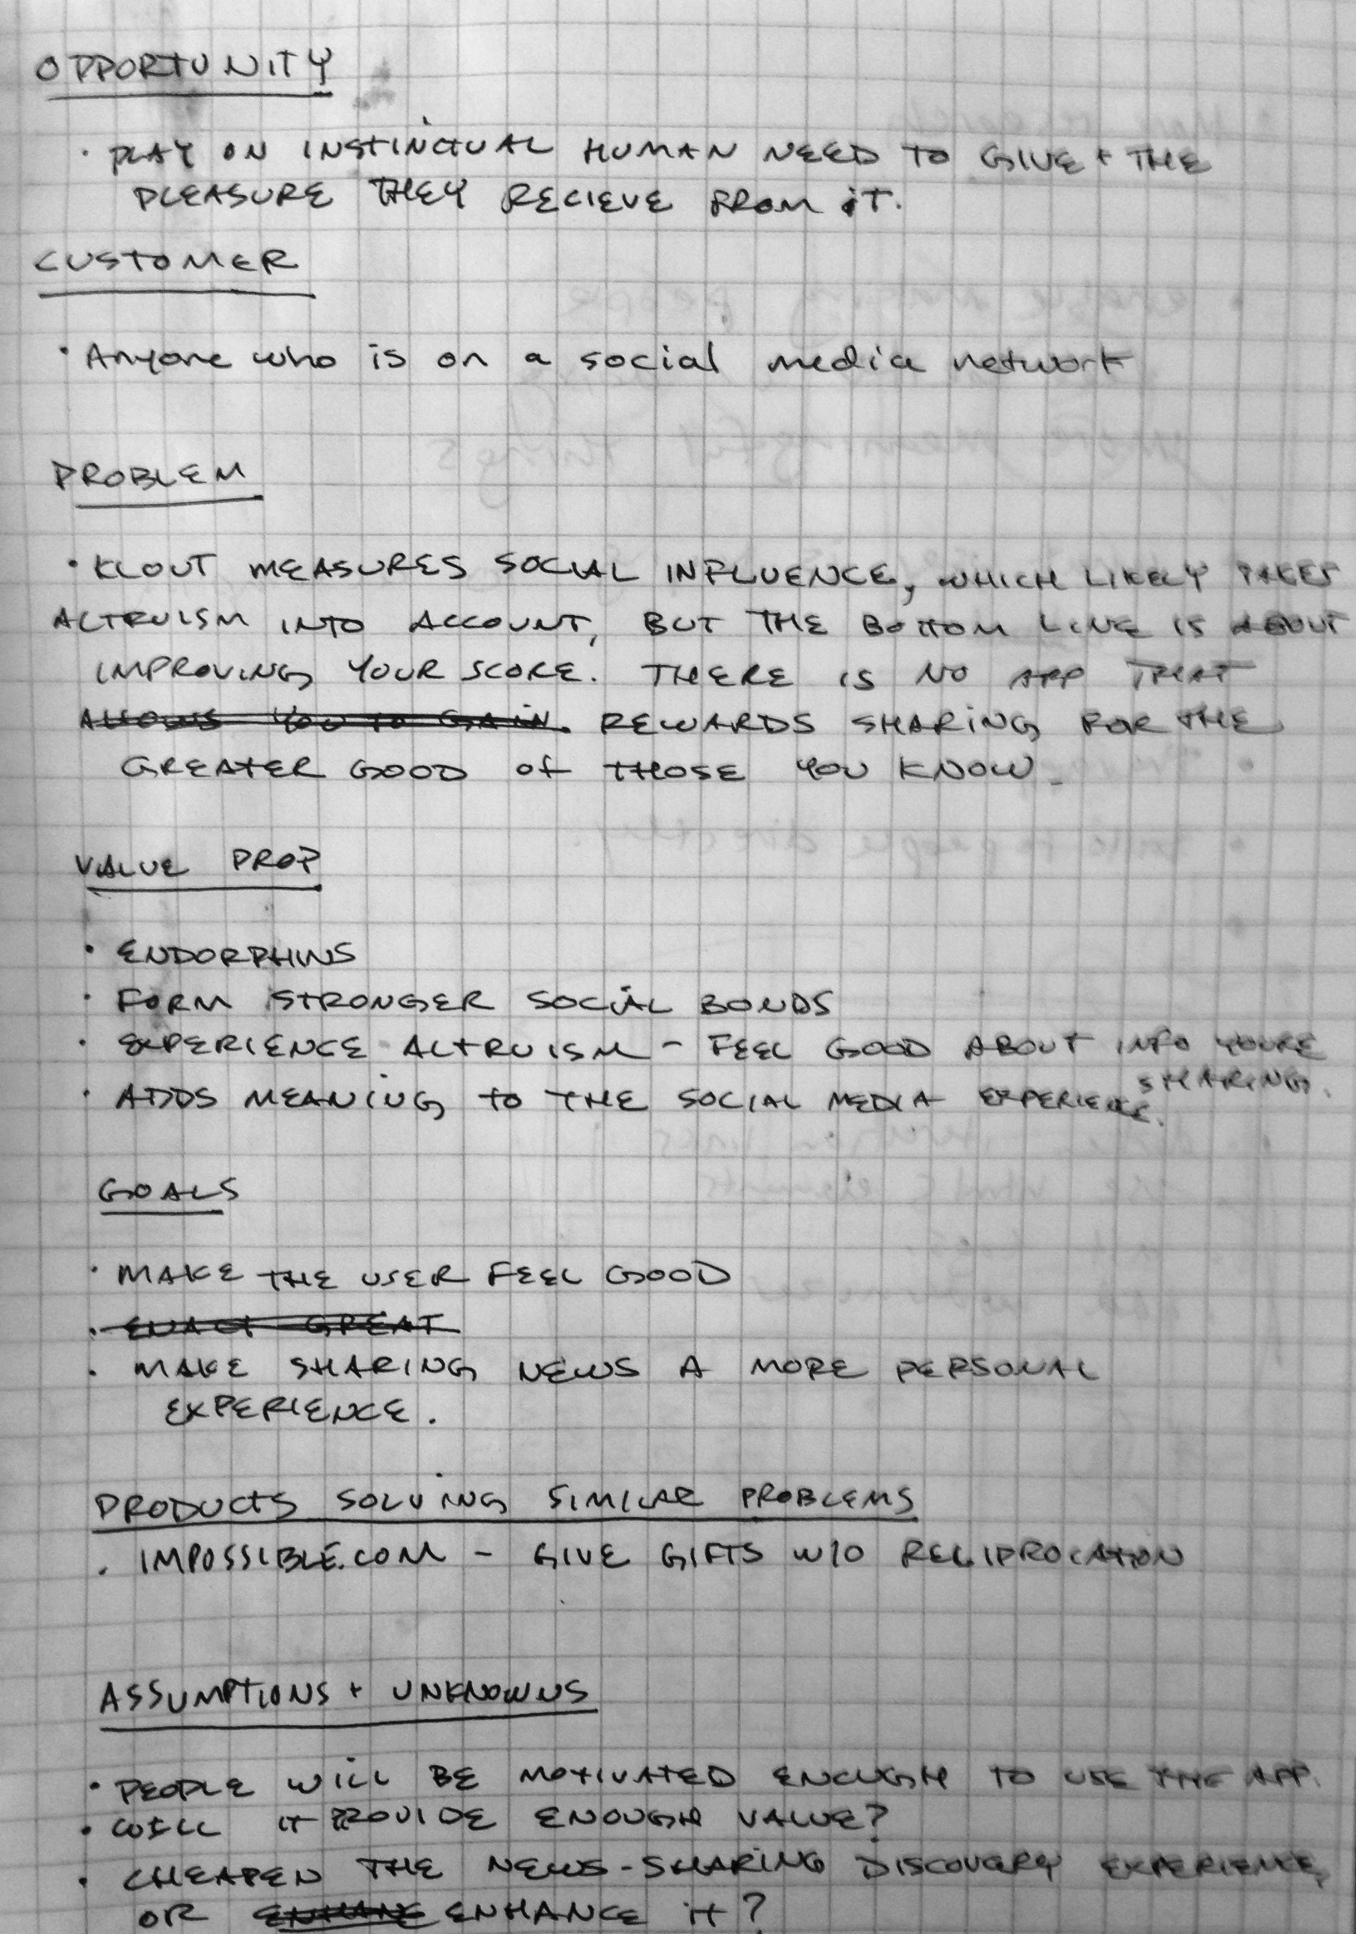 OPPORTUNITY
· PLAY ON INSTINCTUAL HUMAN NEED TO GIVE + THE
PLEASURE THEY RECIEVE FROM IT.
CUSTOMER
· Anyone who is on a social media network
PROBLEM
· KLOUT MEASURES SOCIAL INFLUENCE, WHICH LIKELY TAKES
ALTRUISM INTO ACCOUNT, BUT THE BOTTOM LINE IS ABOUT
IMPROVING YOUR SCORE. THERE IS NO APP THAT
ALLOWS YOU TO GAIN REWARDS SHARING FOR THE
GREATER GOOD OF THOSE YOU KNOW.
VALUE PROP
· ENDORPHINS
· FORM STRONGER SOCIAL BONDS
· EXPERIENCE ALTRUISM - FEEL GOOD ABOUT INFO YOURE
SHARING.
· ADDS MEANING TO THE SOCIAL MEDIA EXPERIENCE.
GOALS
· MAKE THE USER FEEL GOOD
· ENACT GREAT
· MAKE SHARING NEWS A MORE PERSONAL
EXPERIENCE.
PRODUCTS SOLVING SIMILAR PROBLEMS
· IMPOSSIBLE.COM - GIVE GIFTS W/O RECIPROCATION
ASSUMPTIONS + UNKNOWNS
· PEOPLE WILL BE MOTIVATED ENOUGH TO USE THE APP.
· WILL IT PROVIDE ENOUGH VALUE?
· CHEAPEN THE NEWS-SHARING DISCOVERY EXPERIENCE,
OR ENHANCE IT?